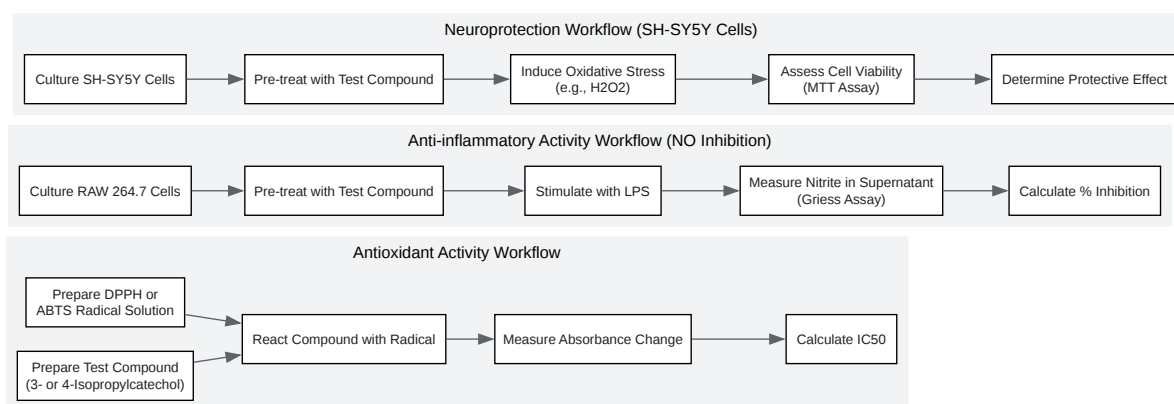 Neuroprotection Workflow (SH-SY5Y Cells)
Culture SH-SY5Y Cells
Pre-treat with Test Compound
Induce Oxidative Stress
(e.g., H2O2)
Assess Cell Viability
(MTT Assay)
Determine Protective Effect
Anti-inflammatory Activity Workflow (NO Inhibition)
Culture RAW 264.7 Cells
Pre-treat with Test Compound
Stimulate with LPS
Measure Nitrite in Supernatant
(Griess Assay)
Calculate % Inhibition
Antioxidant Activity Workflow
Prepare DPPH or
ABTS Radical Solution
Prepare Test Compound
(3- or 4-Isopropylcatechol)
React Compound with Radical
Measure Absorbance Change
Calculate IC50